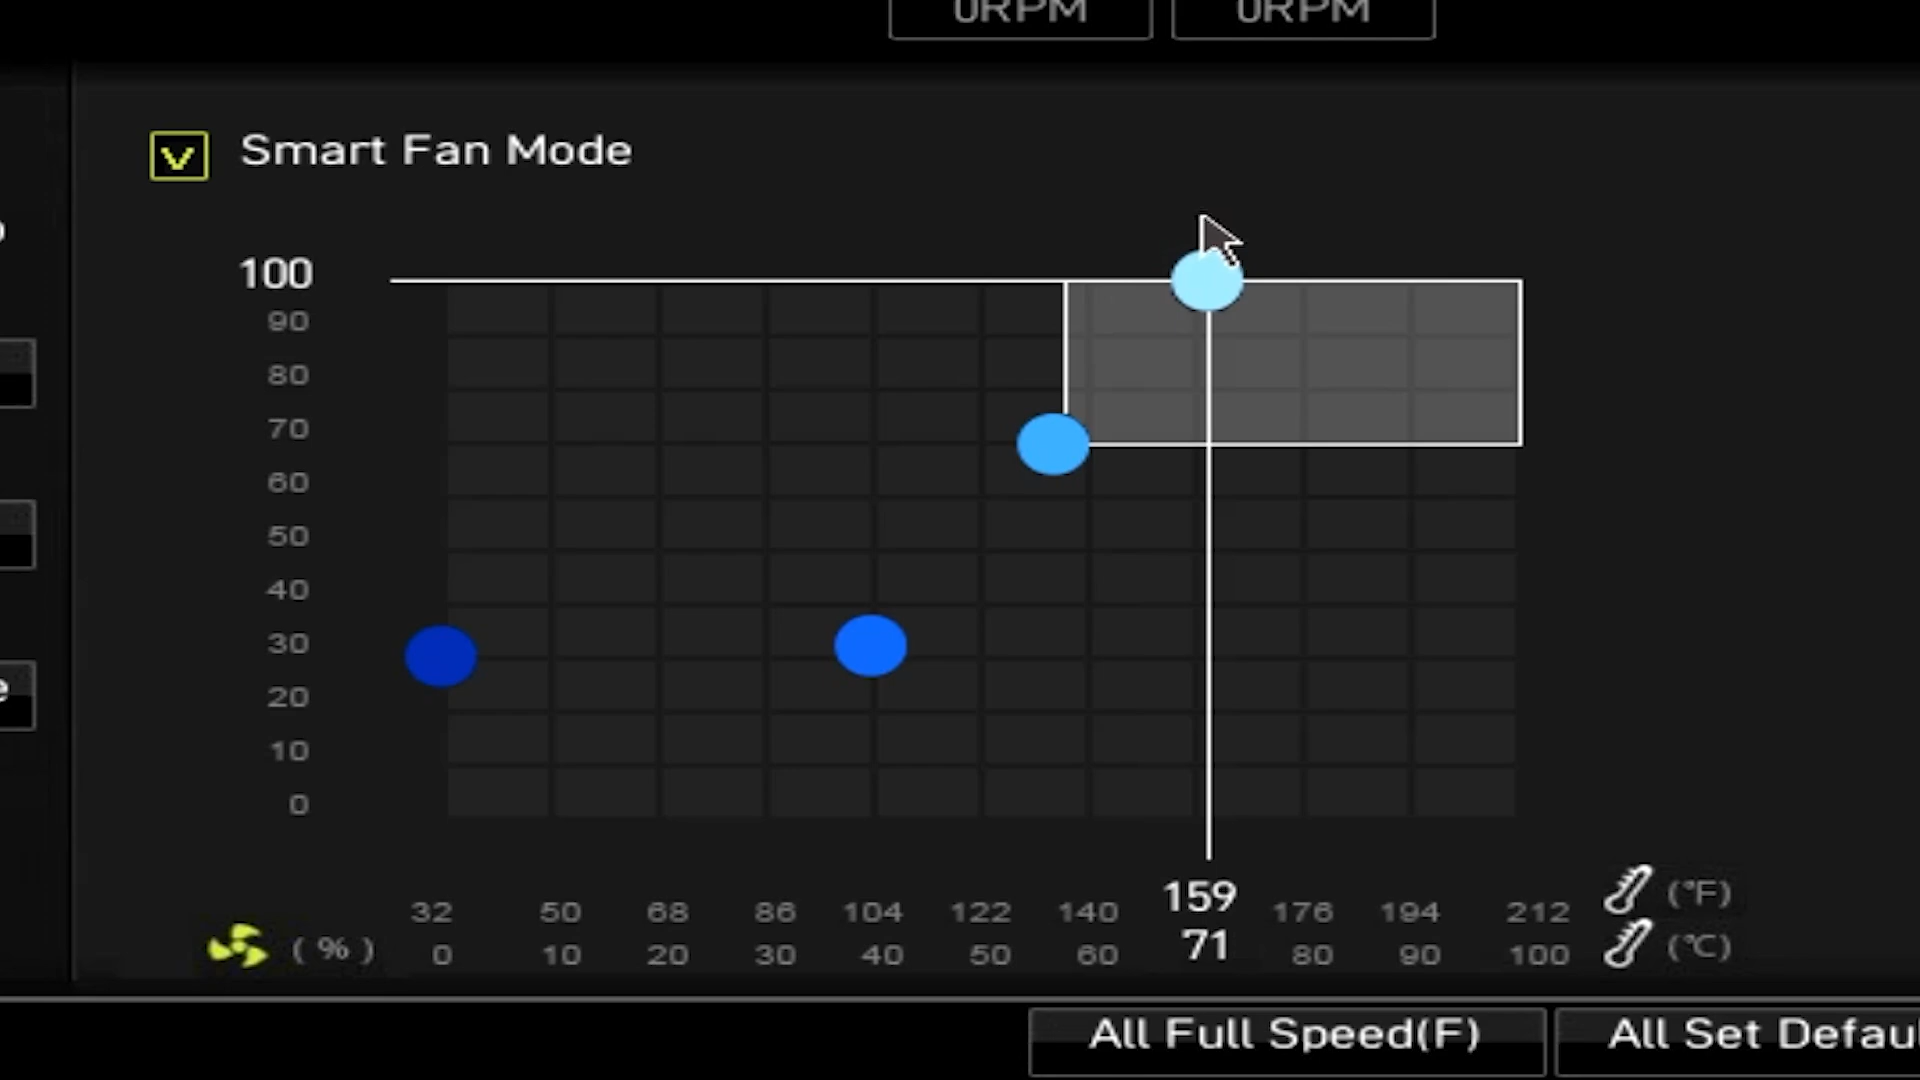 0RPM 0RPM
V Smart Fan Mode
100
90
80
70
60
50
40
30
20
10
0
32 50 68 86 104 122 140 159 176 194 212 (°F)
(%) 0 10 20 30 40 50 60 71 80 90 100 (°C)
All Full Speed(F) All Set Defau